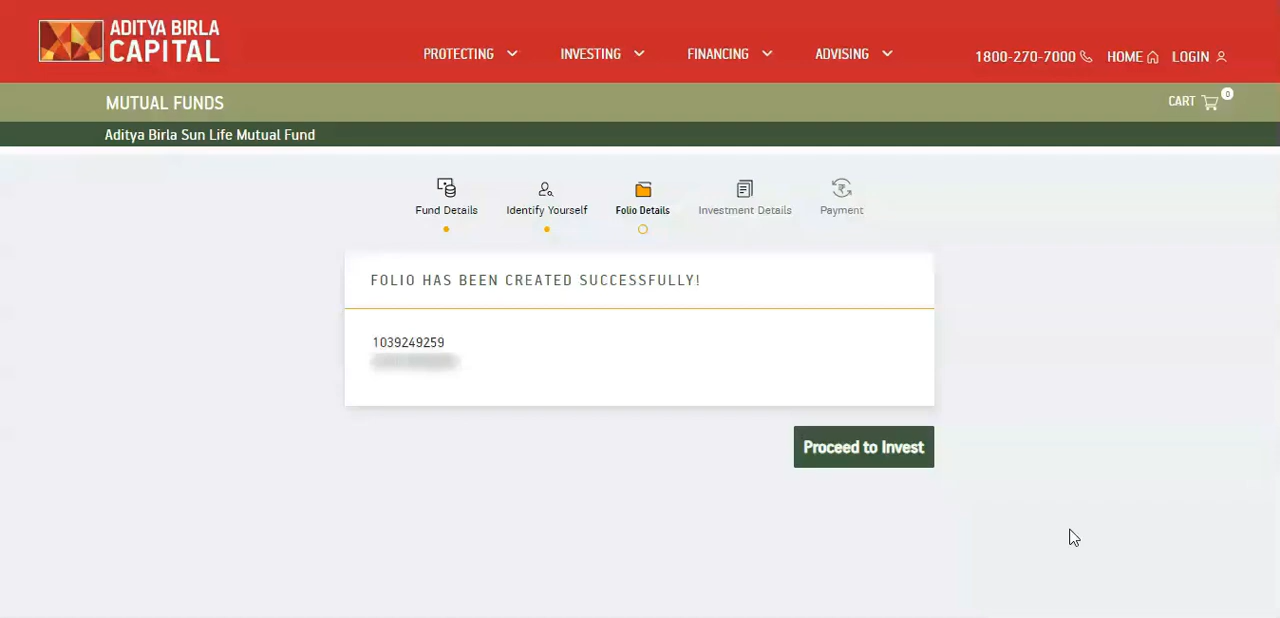 ADITYA BIRLA
CAPITAL
PROTECTING
INVESTING
FINANCING
ADVISING
1800-270-7000
HOME
LOGIN
MUTUAL FUNDS
CART
0
Aditya Birla Sun Life Mutual Fund
Fund Details
Identify Yourself
Folio Details
Investment Details
Payment
FOLIO HAS BEEN CREATED SUCCESSFULLY!
1039249259
Proceed to Invest